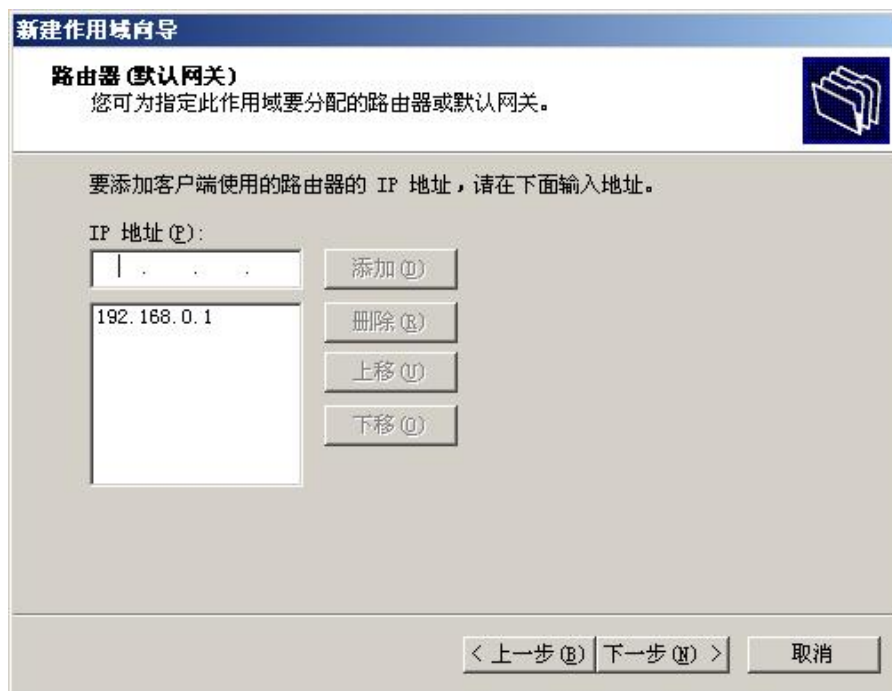 新建作用域向导
路由器(默认网关)
您可为指定此作用域要分配的路由器或默认网关。
要添加客户端使用的路由器的 IP 地址，请在下面输入地址。
IP 地址(P):
. . .
添加(D)
192.168.0.1
删除(R)
上移(U)
下移(O)
< 上一步(B)
下一步(N) >
取消